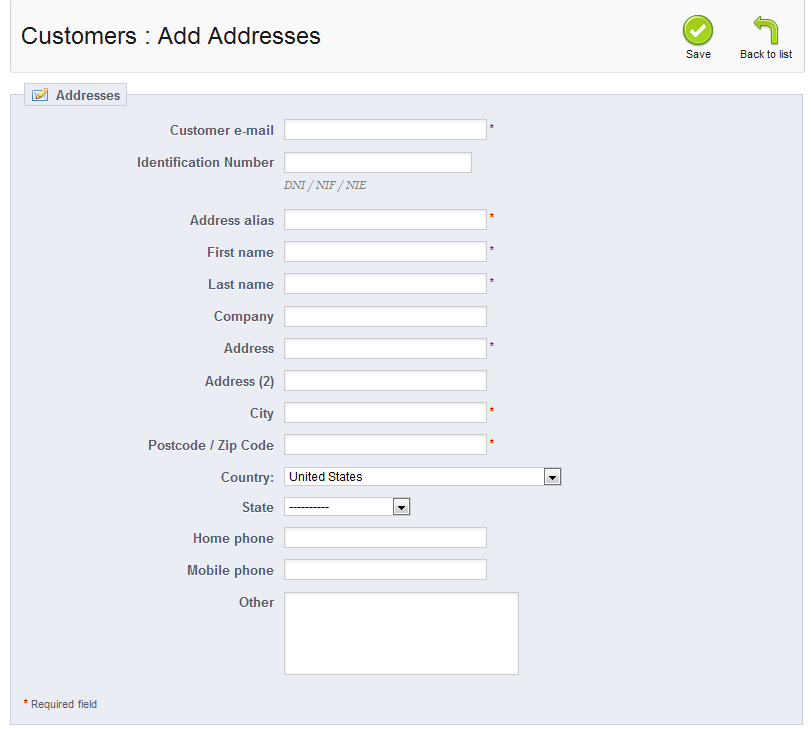 Customers : Add Addresses
Save
Back to list
Addresses
Customer e-mail *
Identification Number
DNI / NIF / NIE
Address alias *
First name *
Last name *
Company
Address *
Address (2)
City *
Postcode / Zip Code *
Country: United States
State ----------
Home phone
Mobile phone
Other
* Required field